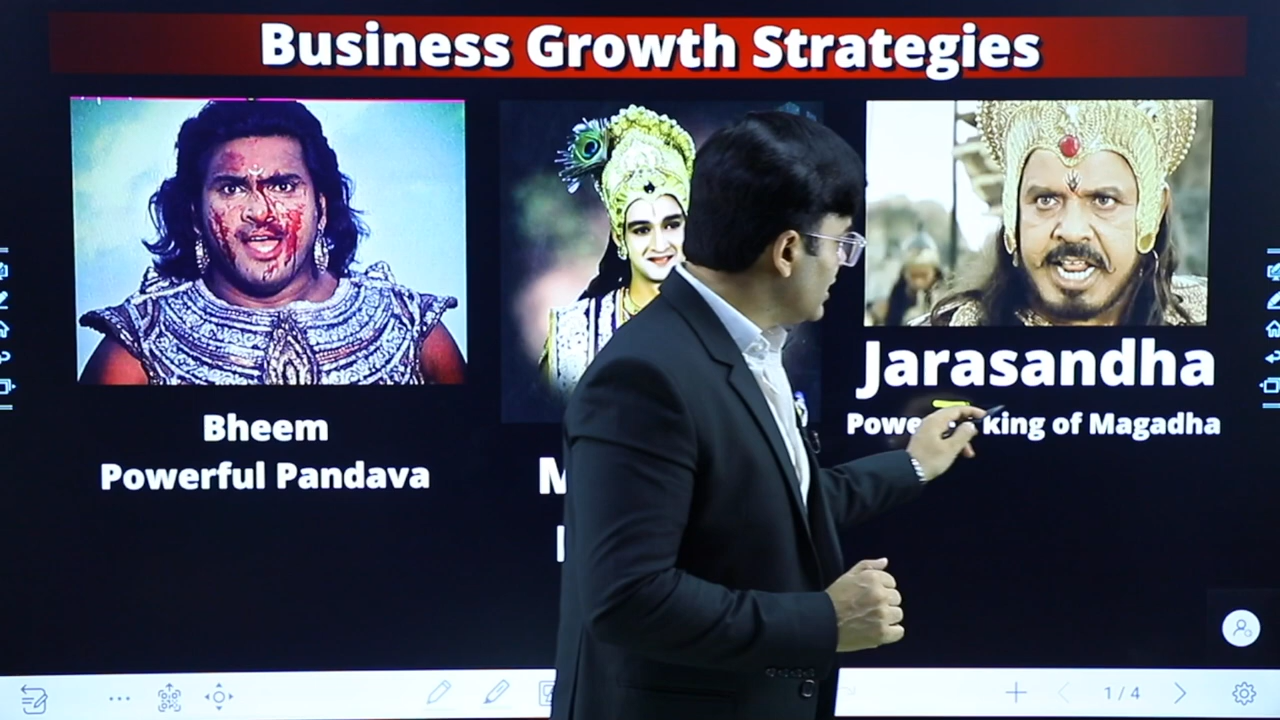 Business Growth Strategies
Bheem
Powerful Pandava
M
Jarasandha
king of Magadha
1 / 4